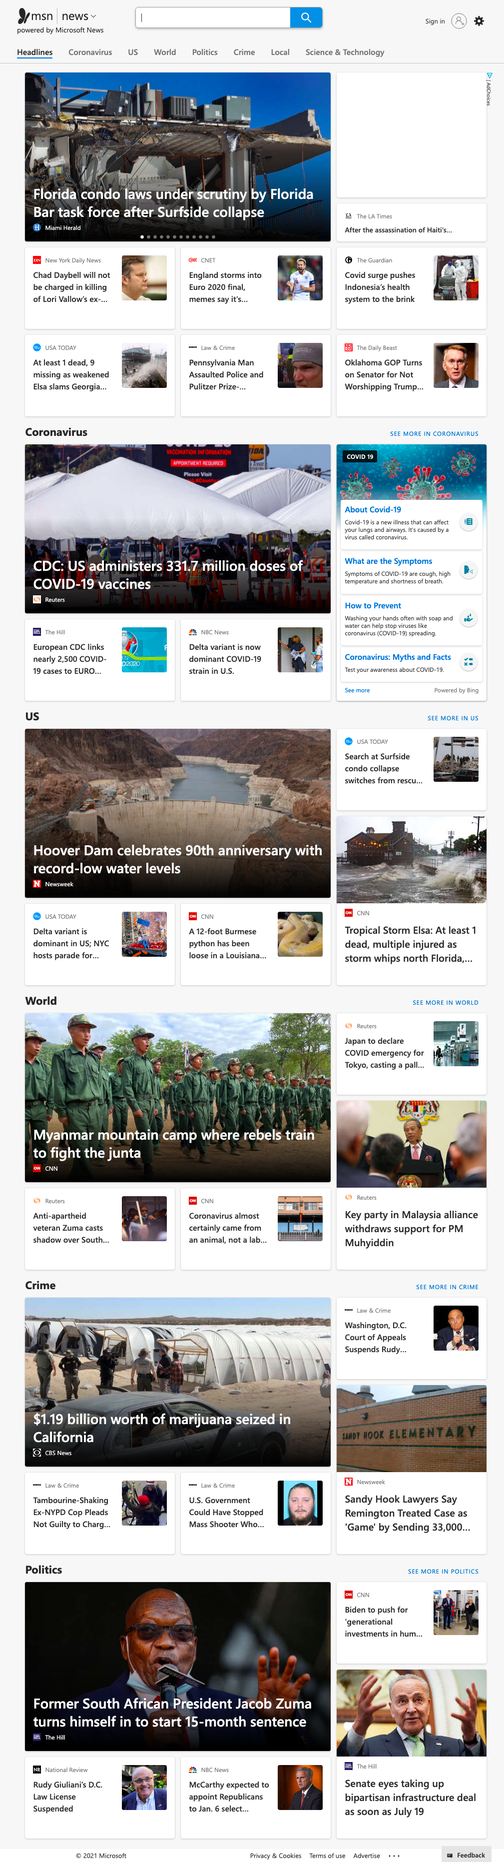 msn news
powered by Microsoft News
Sign in
Headlines Coronavirus US World Politics Crime Local Science & Technology
AdChoices
Florida condo laws under scrutiny by Florida
Bar task force after Surfside collapse
Miami Herald
The LA Times
After the assassination of Haiti's...
New York Daily News
Chad Daybell will not
be charged in killing
of Lori Vallow's ex-...
CNET
England storms into
Euro 2020 final,
memes say it's...
The Guardian
Covid surge pushes
Indonesia's health
system to the brink
USA TODAY
At least 1 dead, 9
missing as weakened
Elsa slams Georgia...
Law & Crime
Pennsylvania Man
Assaulted Police and
Pulitzer Prize-...
The Daily Beast
Oklahoma GOP Turns
on Senator for Not
Worshipping Trump...
Coronavirus
SEE MORE IN CORONAVIRUS
VACCINATION INFORMATION
APPOINTMENT REQUIRED
Please Visit
CDC: US administers 331.7 million doses of
COVID-19 vaccines
Reuters
COVID 19
About Covid-19
Covid-19 is a new illness that can affect
your lungs and airways. It's caused by a
virus called coronavirus.
What are the Symptoms
Symptoms of COVID-19 are cough, high
temperature and shortness of breath.
How to Prevent
Washing your hands often with soap and
water can help stop viruses like
coronavirus (COVID-19) spreading.
Coronavirus: Myths and Facts
Test your awareness about COVID-19.
See more
Powered by Bing
The Hill
European CDC links
nearly 2,500 COVID-
19 cases to EURO...
NBC News
Delta variant is now
dominant COVID-19
strain in U.S.
US
SEE MORE IN US
Hoover Dam celebrates 90th anniversary with
record-low water levels
Newsweek
USA TODAY
Search at Surfside
condo collapse
switches from rescu...
USA TODAY
Delta variant is
dominant in US; NYC
hosts parade for...
CNN
A 12-foot Burmese
python has been
loose in a Louisiana...
CNN
Tropical Storm Elsa: At least 1
dead, multiple injured as
storm whips north Florida,...
World
SEE MORE IN WORLD
Myanmar mountain camp where rebels train
to fight the junta
CNN
Reuters
Japan to declare
COVID emergency for
Tokyo, casting a pall...
Reuters
Anti-apartheid
veteran Zuma casts
shadow over South...
CNN
Coronavirus almost
certainly came from
an animal, not a lab...
Reuters
Key party in Malaysia alliance
withdraws support for PM
Muhyiddin
Crime
SEE MORE IN CRIME
$1.19 billion worth of marijuana seized in
California
CBS News
Law & Crime
Washington, D.C.
Court of Appeals
Suspends Rudy...
SANDY HOOK ELEMENTARY
Law & Crime
Tambourine-Shaking
Ex-NYPD Cop Pleads
Not Guilty to Charg...
Law & Crime
U.S. Government
Could Have Stopped
Mass Shooter Who...
Newsweek
Sandy Hook Lawyers Say
Remington Treated Case as
'Game' by Sending 33,000...
Politics
SEE MORE IN POLITICS
Former South African President Jacob Zuma
turns himself in to start 15-month sentence
The Hill
CNN
Biden to push for
'generational
investments in hum...
National Review
Rudy Giuliani's D.C.
Law License
Suspended
NBC News
McCarthy expected to
appoint Republicans
to Jan. 6 select...
The Hill
Senate eyes taking up
bipartisan infrastructure deal
as soon as July 19
© 2021 Microsoft
Privacy & Cookies Terms of use Advertise ...
Feedback